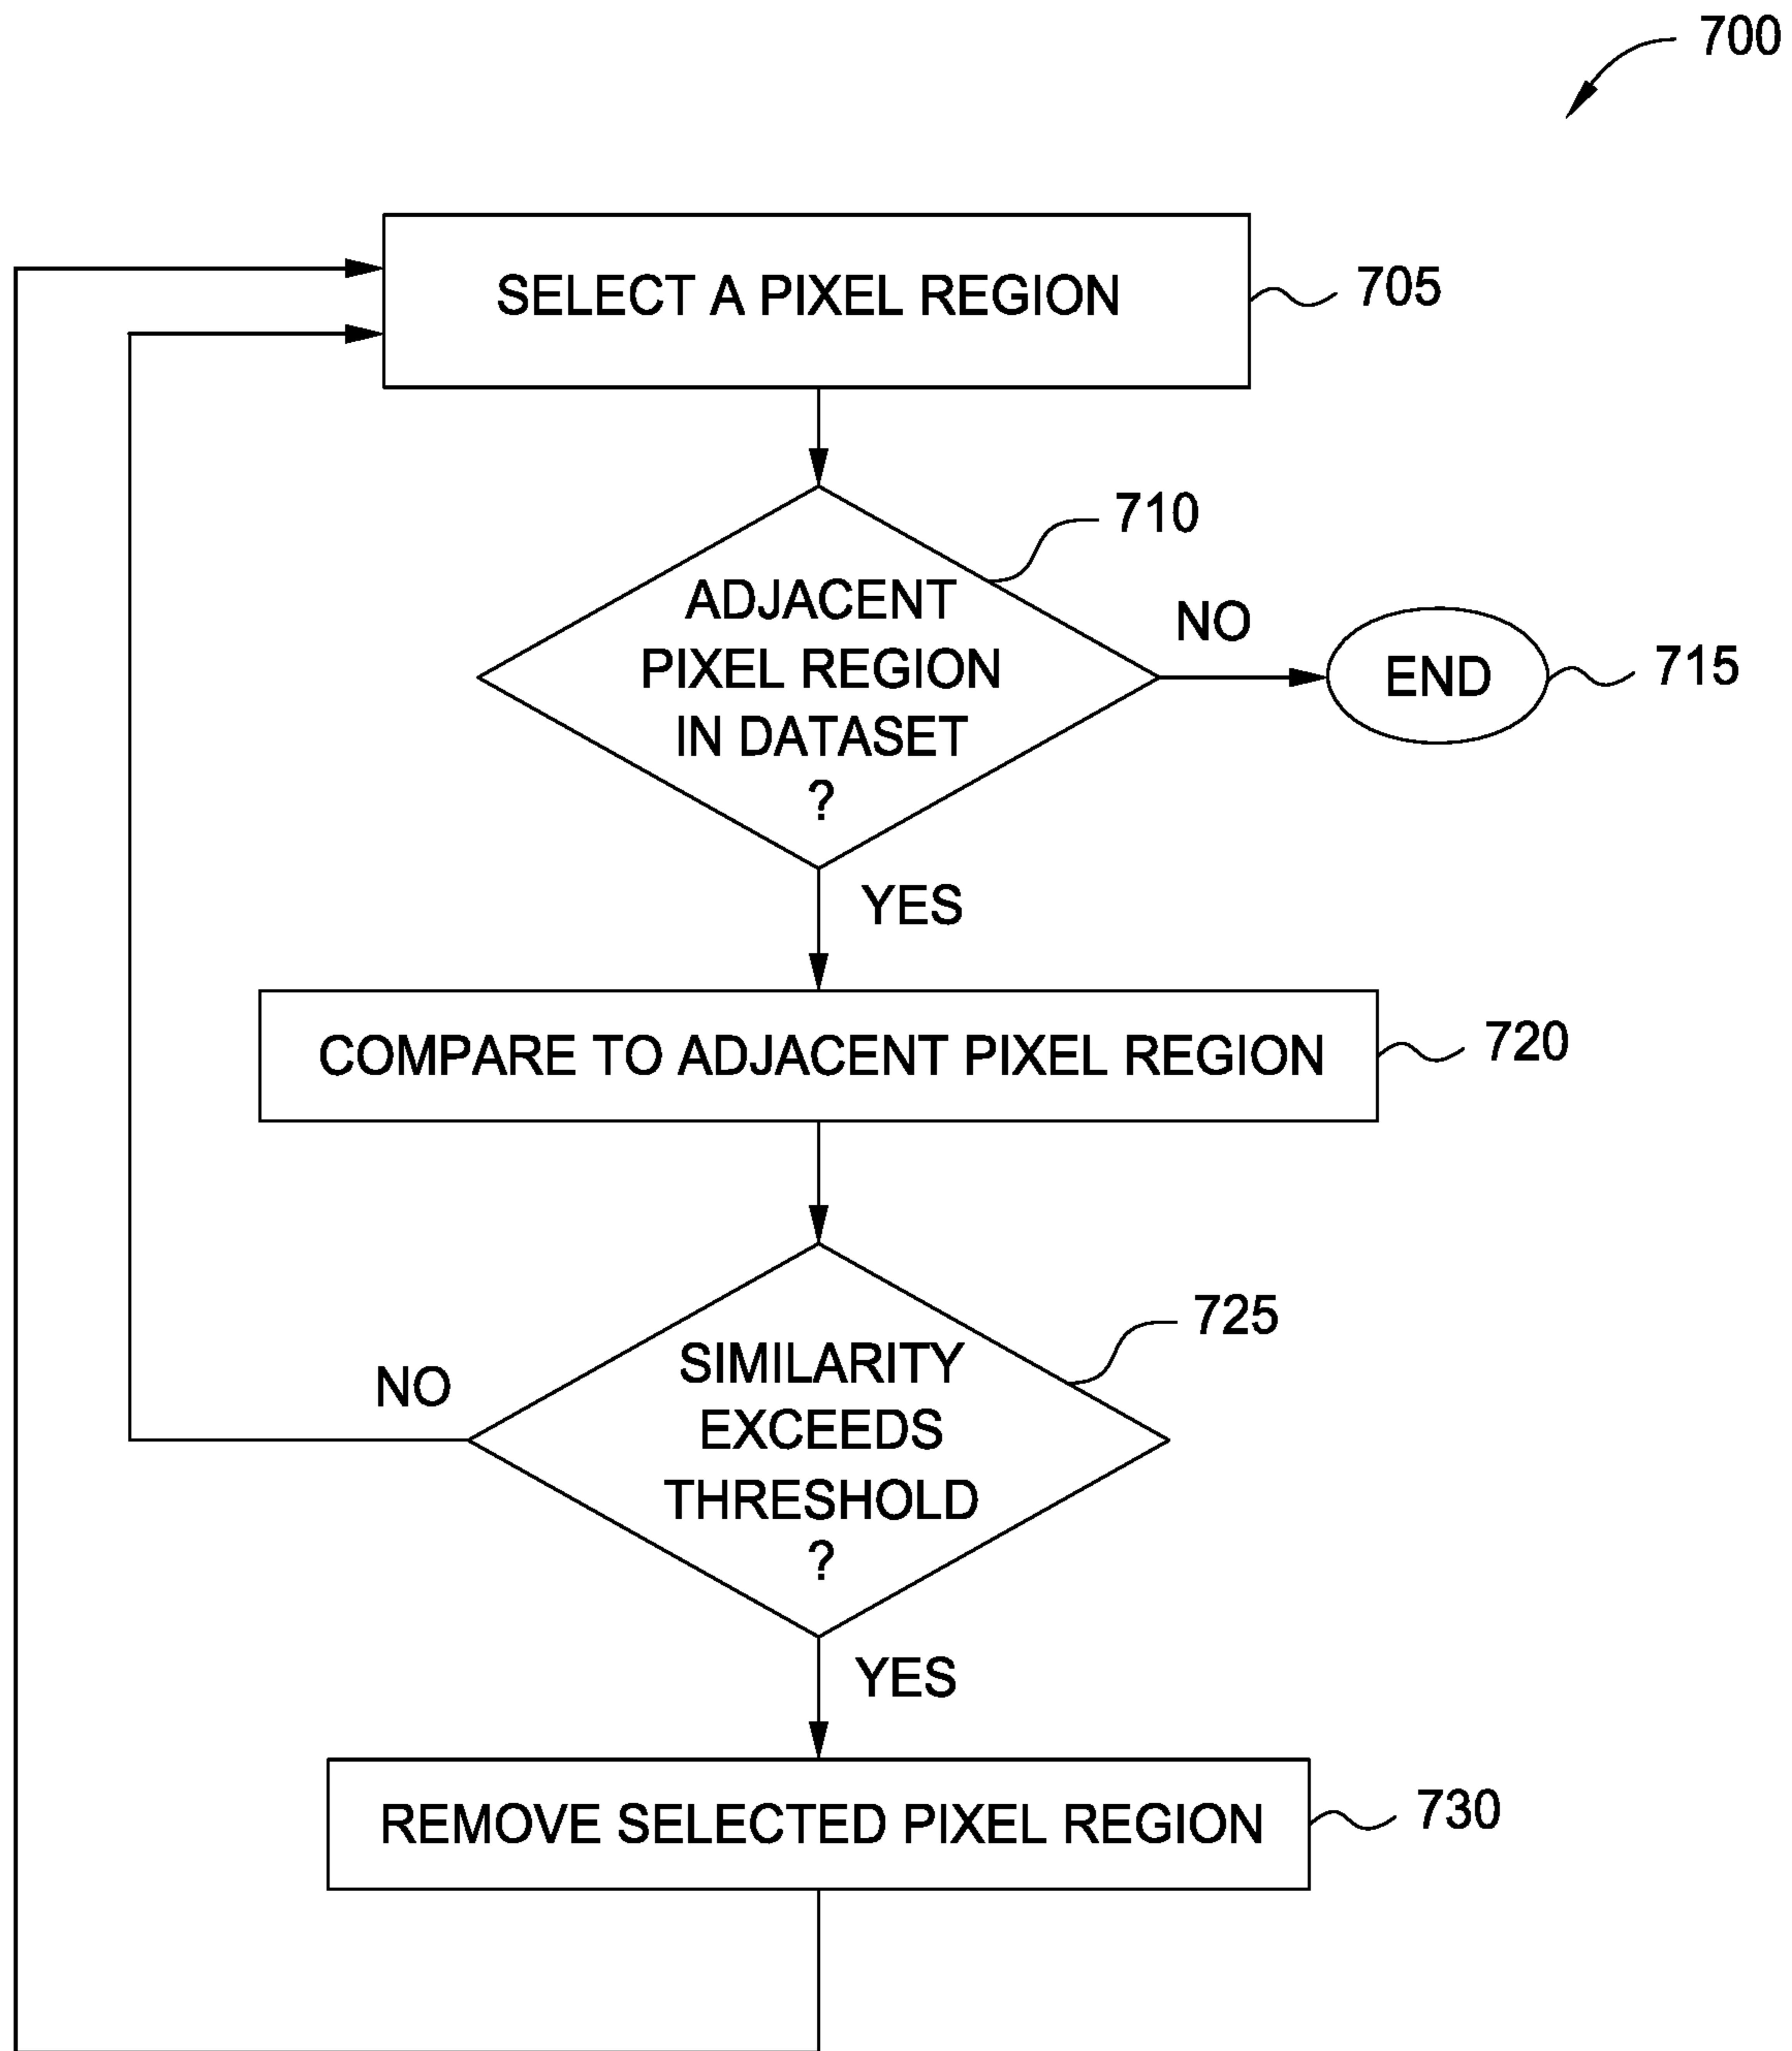 700
SELECT A PIXEL REGION
705
710
ADJACENT
PIXEL REGION
IN DATASET
?
NO
END
715
YES
COMPARE TO ADJACENT PIXEL REGION
720
725
SIMILARITY
EXCEEDS
THRESHOLD
?
NO
YES
REMOVE SELECTED PIXEL REGION
730